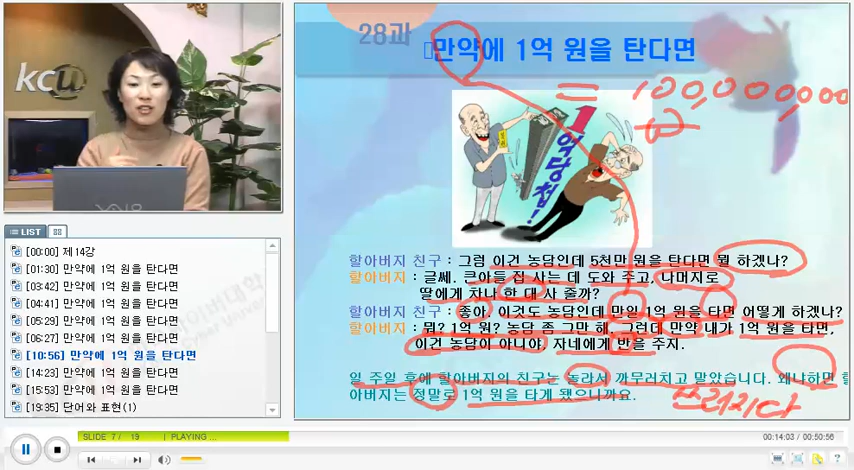 kcu
VAIO
LIST
[00:00] 제14강
[01:30] 만약에 1억 원을 탄다면
[03:42] 만약에 1억 원을 탄다면
[04:41] 만약에 1억 원을 탄다면
[05:29] 만약에 1억 원을 탄다면
[06:27] 만약에 1억 원을 탄다면
[10:56] 만약에 1억 원을 탄다면
[14:23] 만약에 1억 원을 탄다면
[15:53] 만약에 1억 원을 탄다면
[19:35] 단어와 표현(1)
28과
만약에 1억 원을 탄다면
= 100,000,000
1억당첨!
할아버지 친구 : 그럼 이건 농담인데 5천만 원을 탄다면 뭘 하겠나?
할아버지 : 글쎄. 큰아들 집 사는 데 도와 주고, 나머지로
딸에게 차나 한 대 사 줄까?
할아버지 친구 : 좋아, 이것도 농담인데 만일 1억 원을 타면 어떻게 하겠나?
할아버지 : 뭐? 1억 원? 농담 좀 그만 해. 그런데 만약 내가 1억 원을 타면,
이건 농담이 아니야, 자네에게 반을 주지.
일 주일 후에 할아버지의 친구는 놀라서 까무러치고 말았습니다. 왜냐하면 할
아버지는 정말로 1억 원을 타게 됐으니까요.
쓰러지다
SLIDE 7 / 19 | PLAYING ...
00:14:03 / 00:50:56